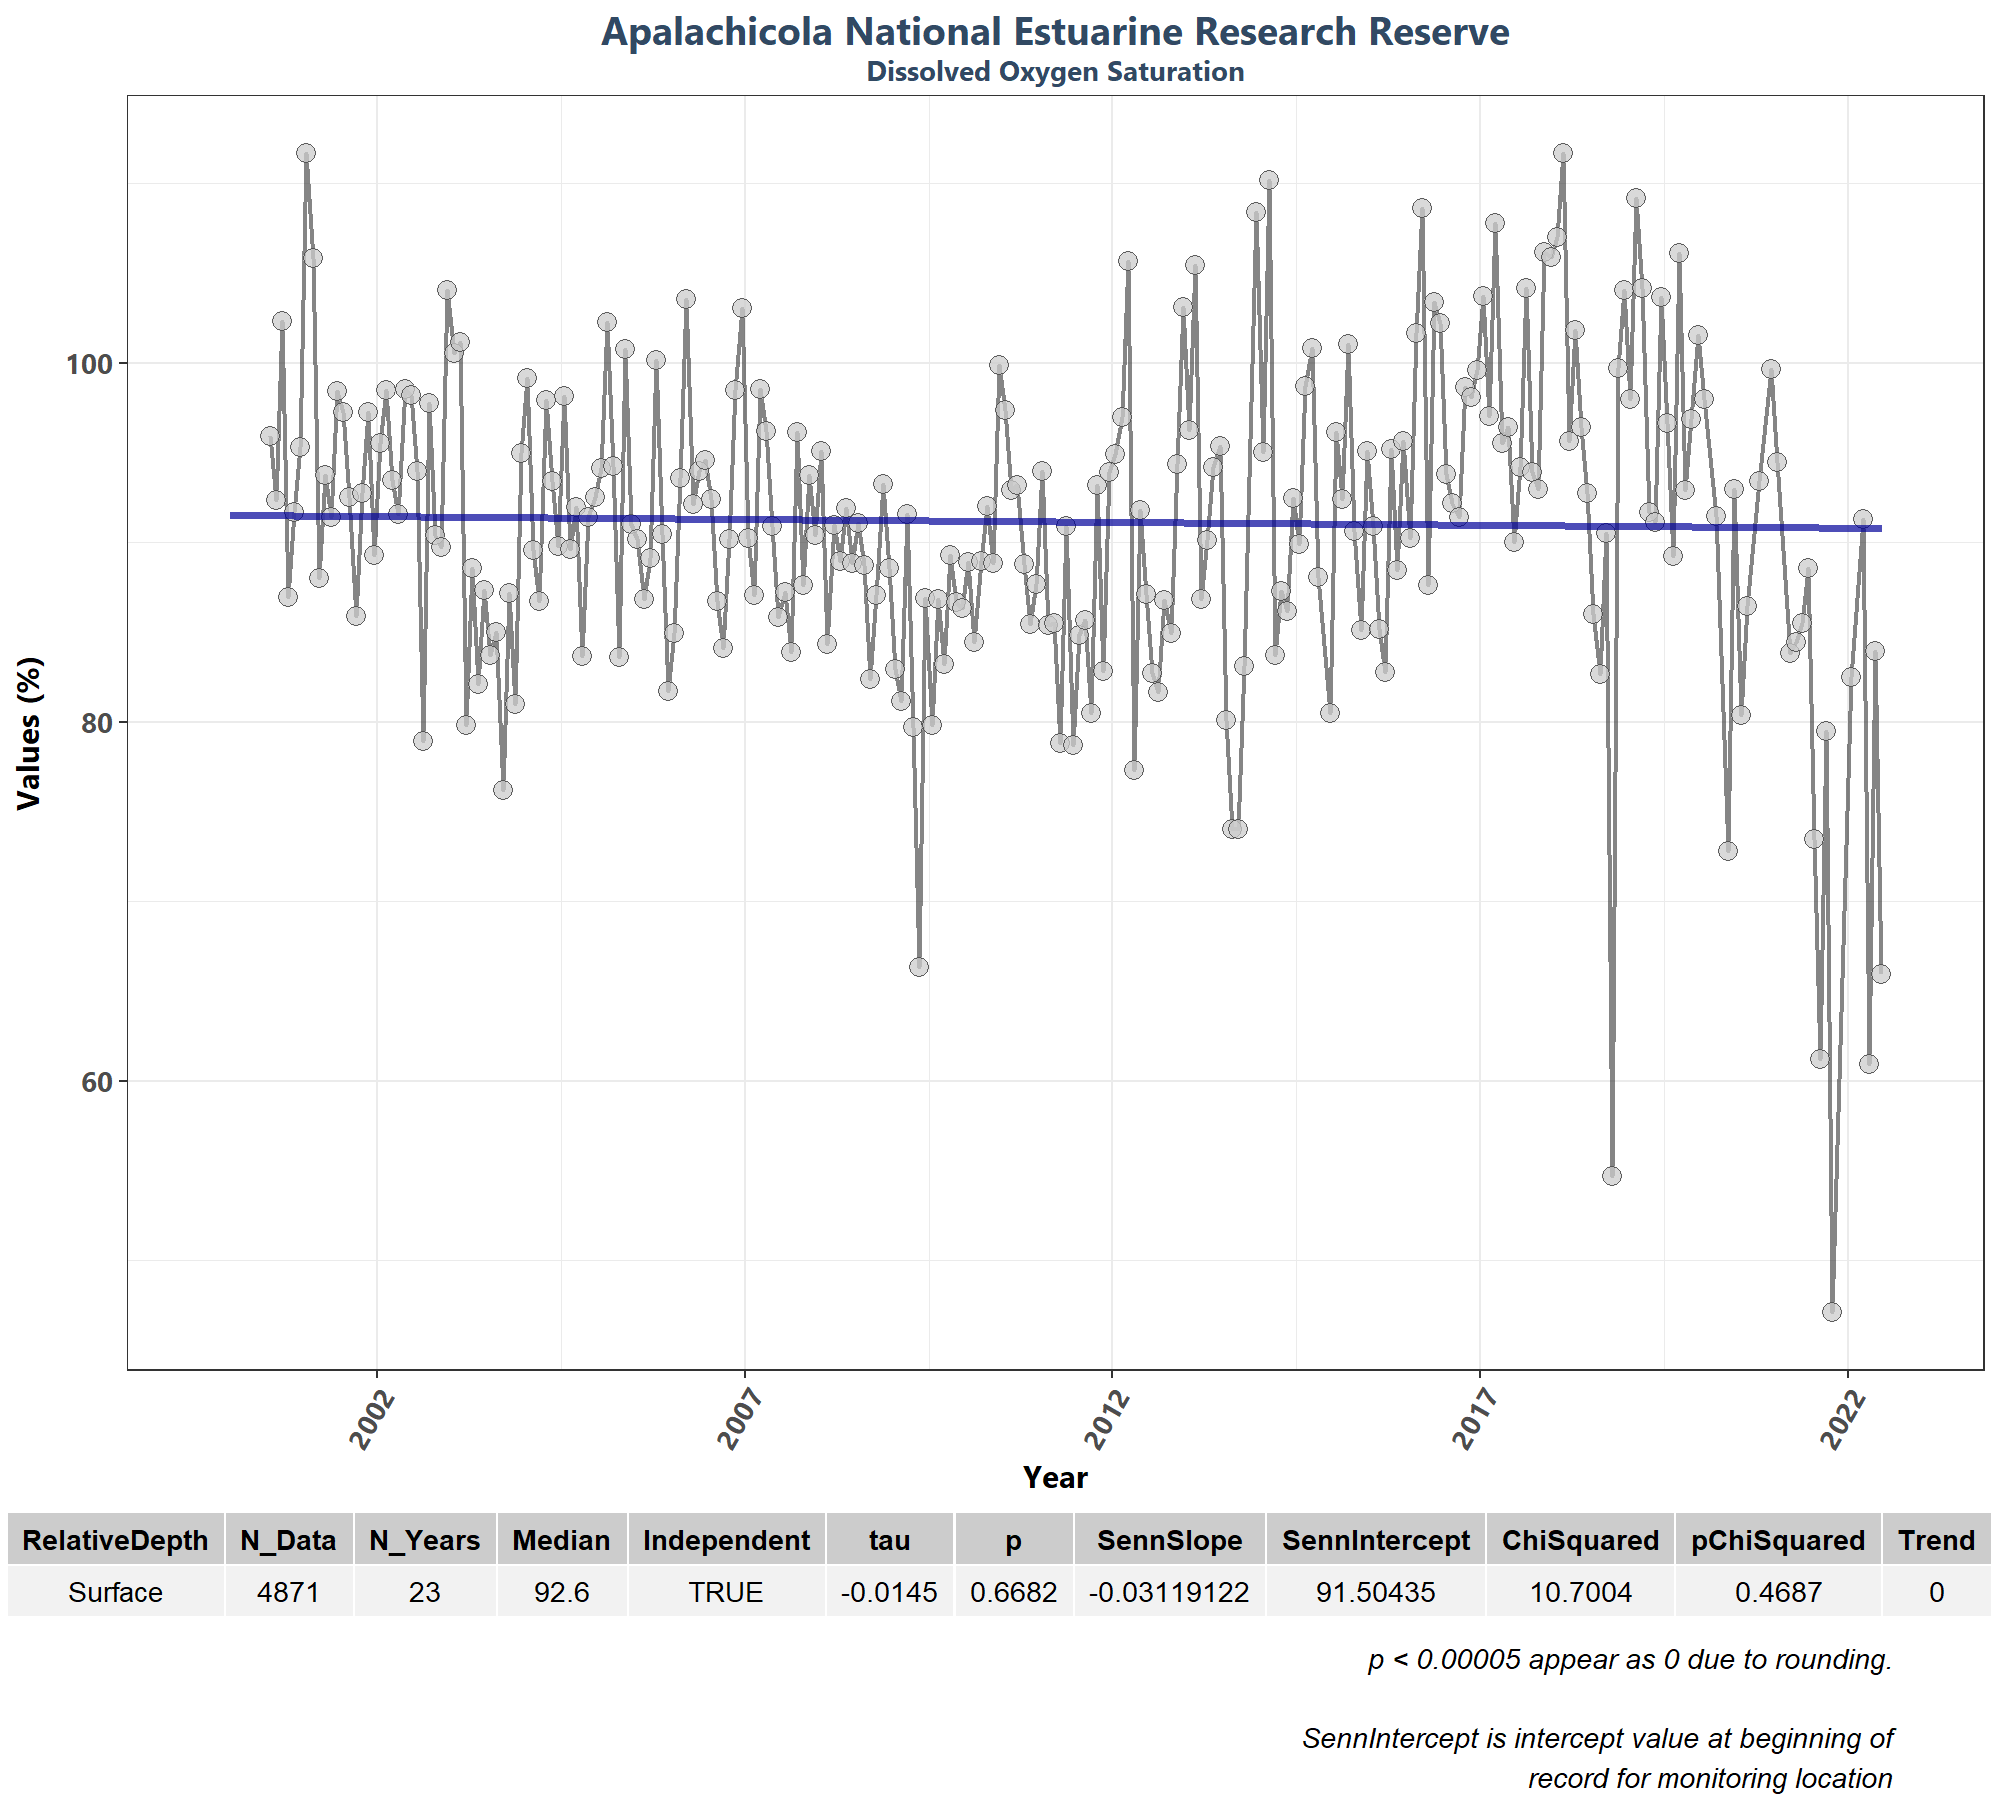 Apalachicola National Estuarine Research Reserve
Dissolved Oxygen Saturation
Values (%)
100
80
60
2002 2007 2012 2017 2022
Year
RelativeDepth N_Data N_Years Median Independent tau p SennSlope SennIntercept ChiSquared pChiSquared Trend
Surface 4871 23 92.6 TRUE -0.0145 0.6682 -0.03119122 91.50435 10.7004 0.4687 0
p < 0.00005 appear as 0 due to rounding.
SennIntercept is intercept value at beginning of
record for monitoring location